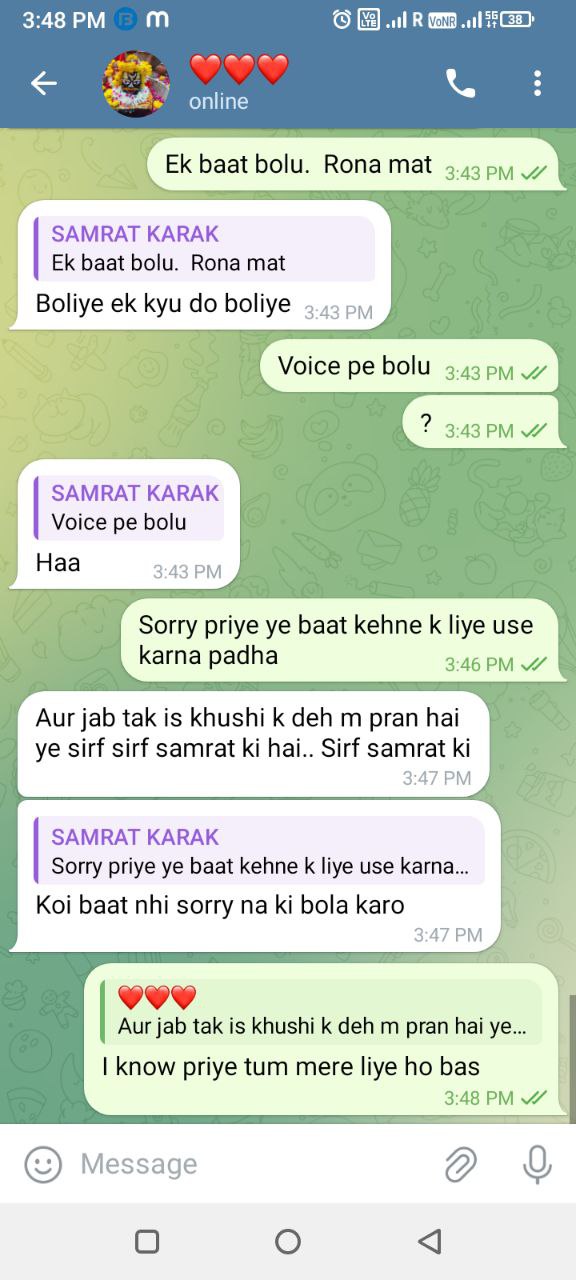 3:48 PM
R
38
❤️❤️❤️
online
Ek baat bolu.  Rona mat 3:43 PM
SAMRAT KARAK
Ek baat bolu.  Rona mat
Boliye ek kyu do boliye 3:43 PM
Voice pe bolu 3:43 PM
? 3:43 PM
SAMRAT KARAK
Voice pe bolu
Haa 3:43 PM
Sorry priye ye baat kehne k liye use
karna padha 3:46 PM
Aur jab tak is khushi k deh m pran hai
ye sirf sirf samrat ki hai.. Sirf samrat ki
3:47 PM
SAMRAT KARAK
Sorry priye ye baat kehne k liye use karna...
Koi baat nhi sorry na ki bola karo
3:47 PM
❤️❤️❤️
Aur jab tak is khushi k deh m pran hai ye...
I know priye tum mere liye ho bas
3:48 PM
Message